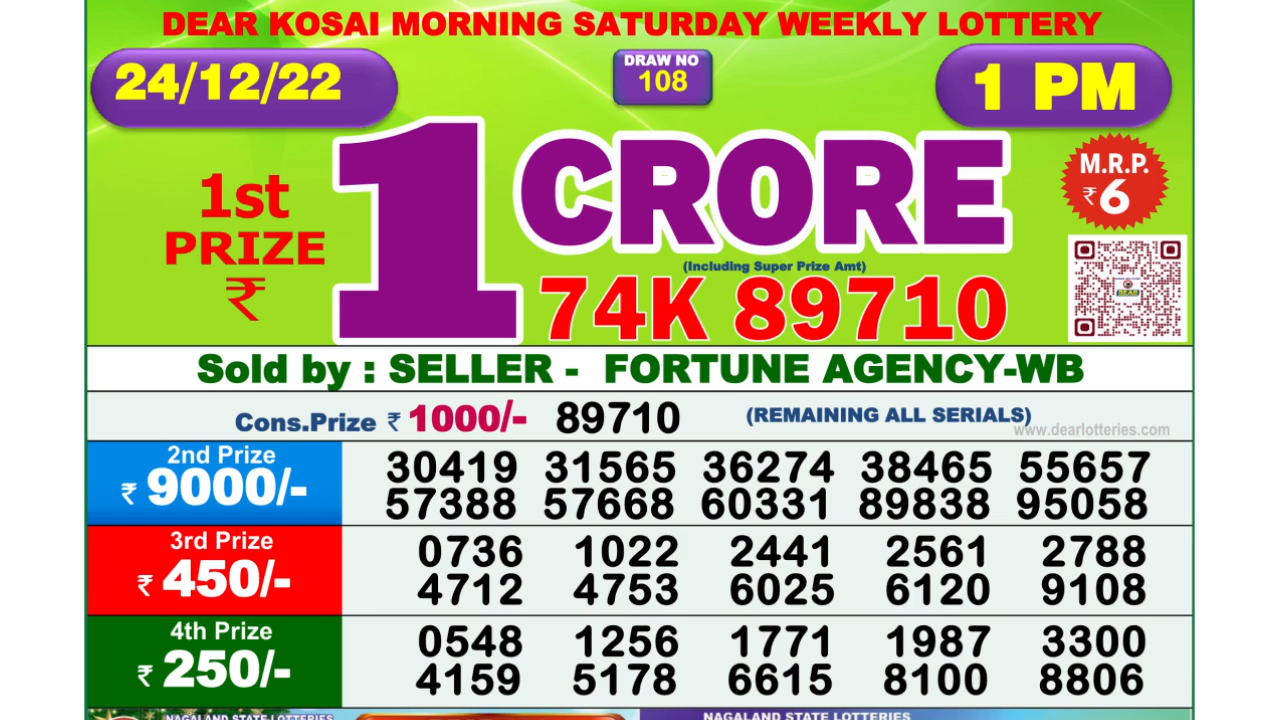 DEAR KOSAI MORNING SATURDAY WEEKLY LOTTERY
24/12/22
DRAW NO
108
1 PM
1st
PRIZE
₹
1 CRORE
(Including Super Prize Amt)
74K 89710
M.R.P.
₹6
DEAR
Sold by : SELLER - FORTUNE AGENCY-WB
Cons.Prize ₹ 1000/- 89710 (REMAINING ALL SERIALS)
www.dearlotteries.com
2nd Prize
₹ 9000/-
30419 31565 36274 38465 55657
57388 57668 60331 89838 95058
3rd Prize
₹ 450/-
0736 1022 2441 2561 2788
4712 4753 6025 6120 9108
4th Prize
₹ 250/-
0548 1256 1771 1987 3300
4159 5178 6615 8100 8806
NAGALAND STATE LOTTERIES
NAGALAND STATE LOTTERIES